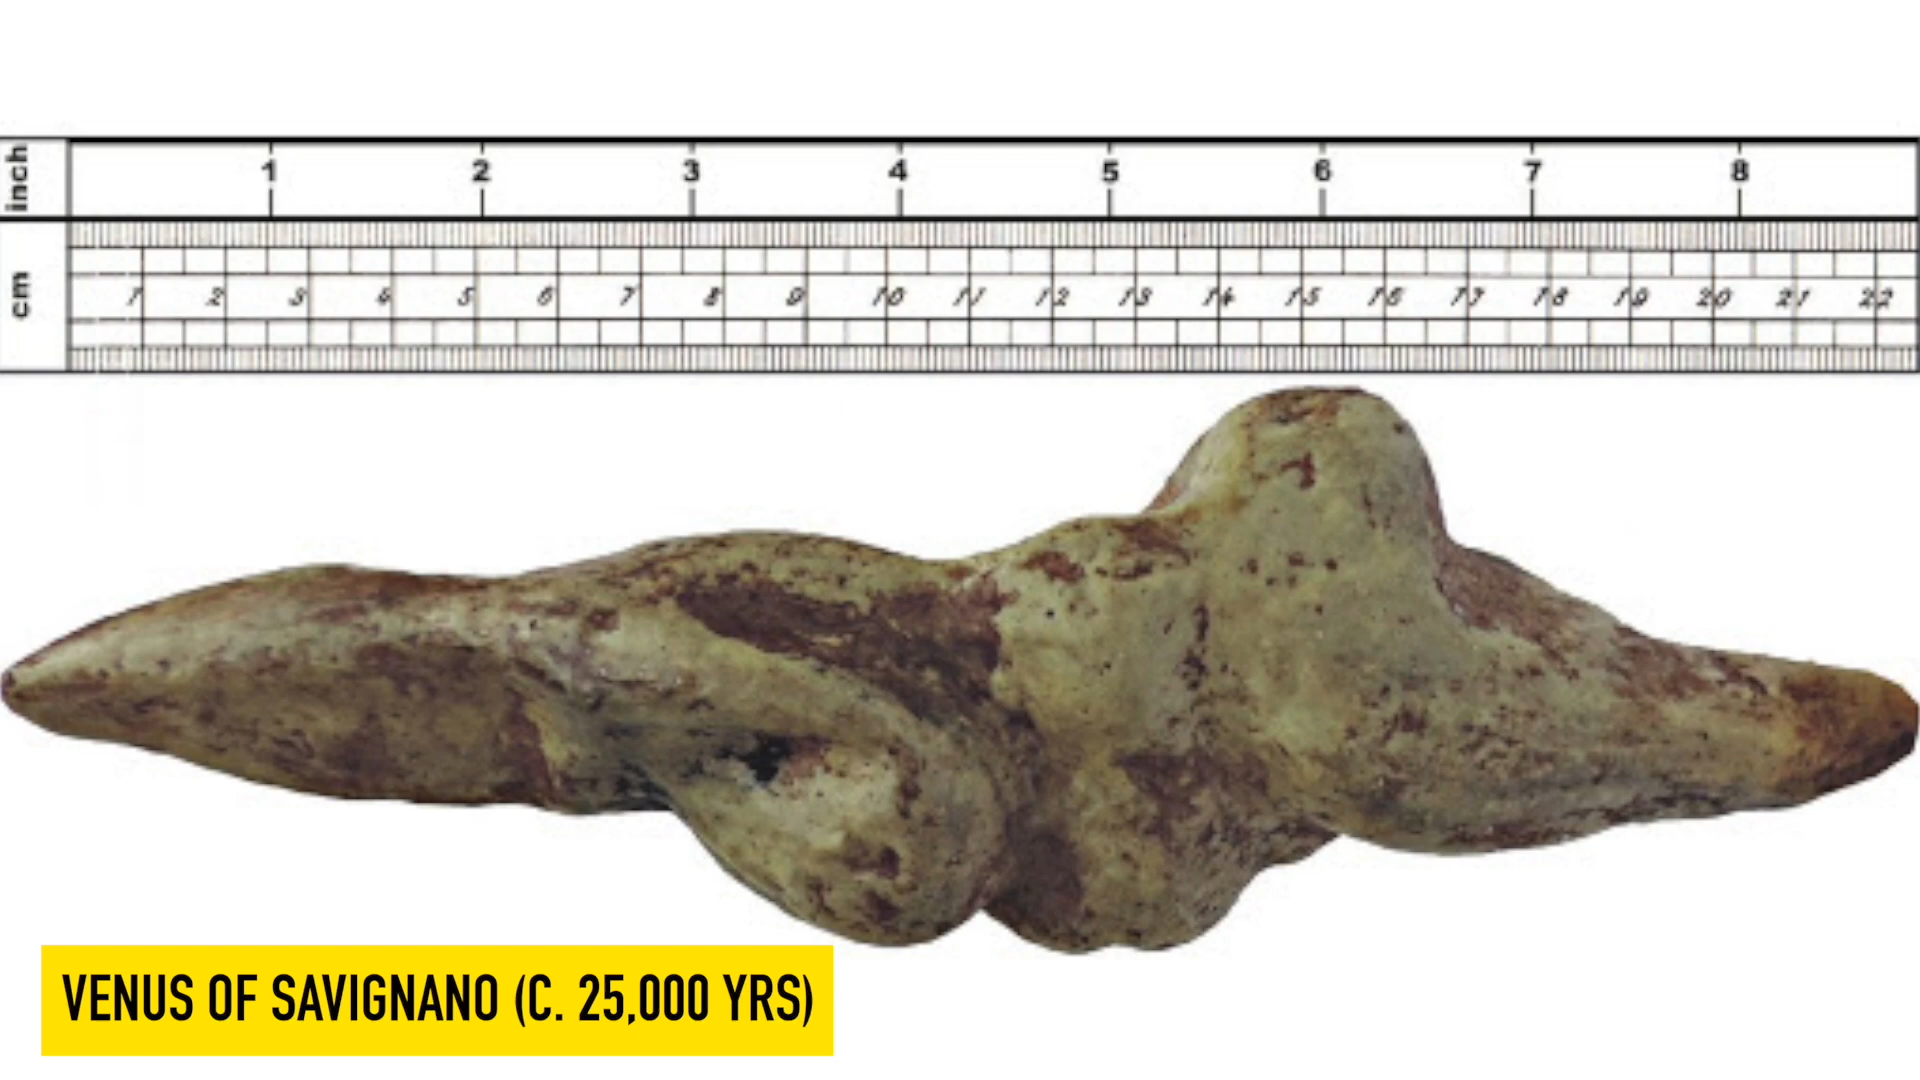 inch 1 2 3 4 5 6 7 8
cm 1 2 3 4 5 6 7 8 9 10 11 12 13 14 15 16 17 18 19 20 21 22
VENUS OF SAVIGNANO (C. 25,000 YRS)